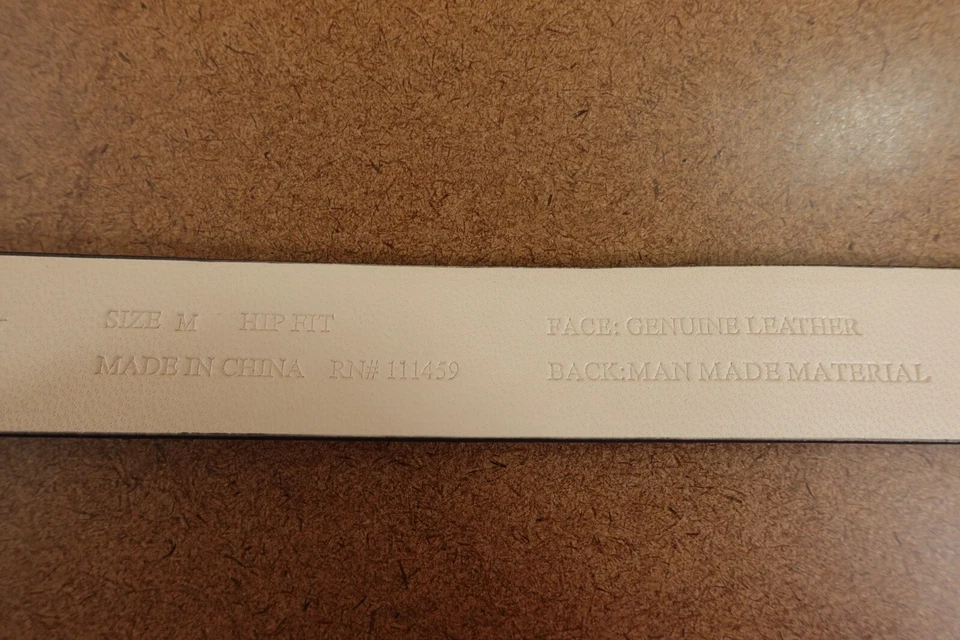 SIZE M HIP FIT
MADE IN CHINA RN# 111459
FACE: GENUINE LEATHER
BACK:MAN MADE MATERIAL